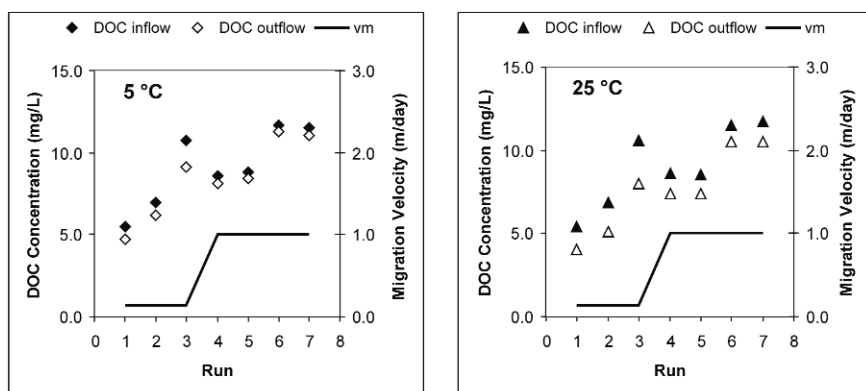 DOC inflow DOC outflow vm
5 °C
DOC Concentration (mg/L)
15.0
10.0
5.0
0.0
Migration Velocity (m/day)
3.0
2.0
1.0
0.0
0 1 2 3 4 5 6 7 8
Run
DOC inflow DOC outflow vm
25 °C
DOC Concentration (mg/L)
15.0
10.0
5.0
0.0
Migration Velocity (m/day)
3.0
2.0
1.0
0.0
0 1 2 3 4 5 6 7 8
Run